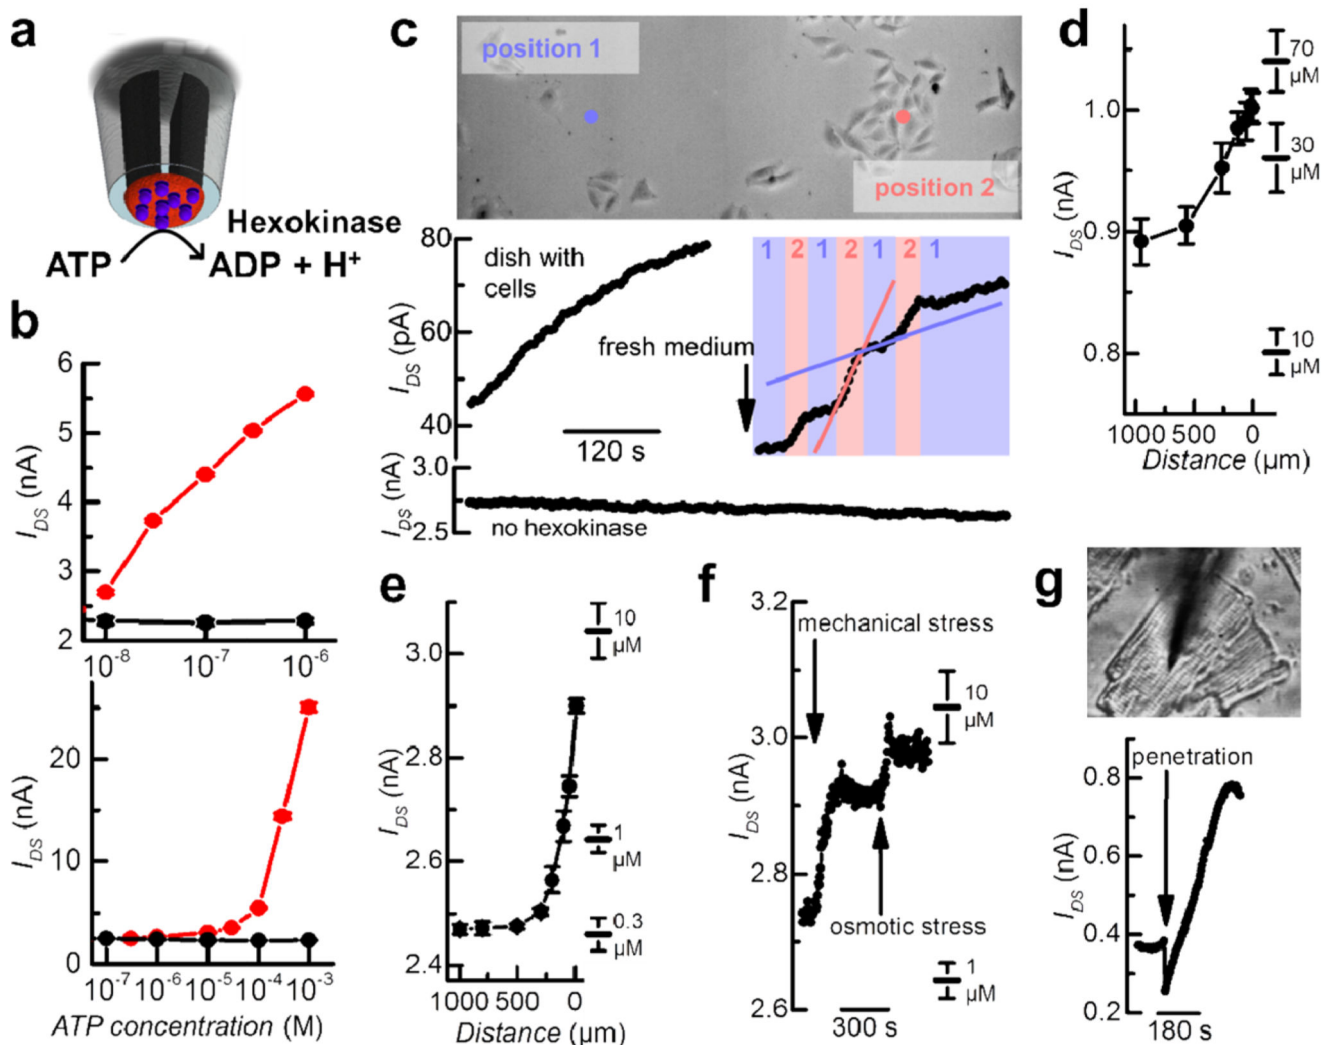 a
Hexokinase
ATP
ADP + H⁺
b
6
5
4
3
2
I_DS (nA)
10⁻⁸ 10⁻⁷ 10⁻⁶
20
10
0
I_DS (nA)
10⁻⁷ 10⁻⁶ 10⁻⁵ 10⁻⁴ 10⁻³
ATP concentration (M)
c
position 1
position 2
80
60
40
I_DS (pA)
dish with
cells
fresh medium
120 s
1 2 1 2 1 2 1
3.0
2.5
I_DS (nA)
no hexokinase
d
1.0
0.9
0.8
I_DS (nA)
70
µM
30
µM
10
µM
1000 500 0
Distance (µm)
e
3.0
2.8
2.6
2.4
I_DS (nA)
10
µM
1
µM
0.3
µM
1000 500 0
Distance (µm)
f
3.2
3.0
2.8
2.6
I_DS (nA)
mechanical stress
10
µM
osmotic stress
1
µM
300 s
g
penetration
0.8
0.6
0.4
0.2
I_DS (nA)
180 s